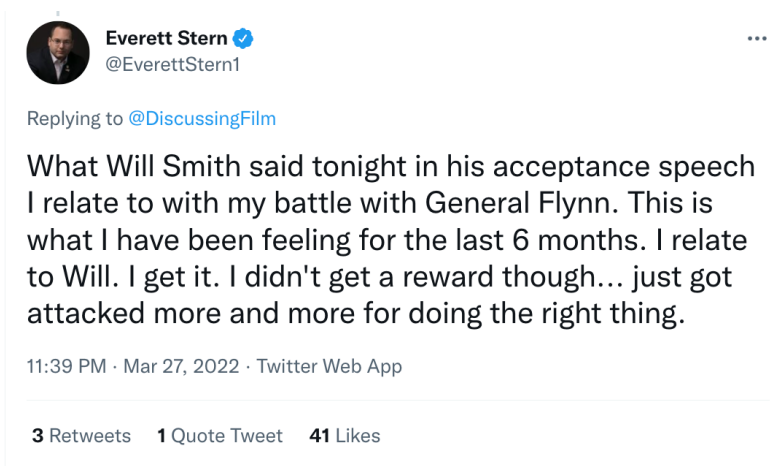 Everett Stern
@EverettStern1
Replying to @DiscussingFilm
What Will Smith said tonight in his acceptance speech
I relate to with my battle with General Flynn. This is
what I have been feeling for the last 6 months. I relate
to Will. I get it. I didn't get a reward though... just got
attacked more and more for doing the right thing.
11:39 PM · Mar 27, 2022 · Twitter Web App
3 Retweets 1 Quote Tweet 41 Likes